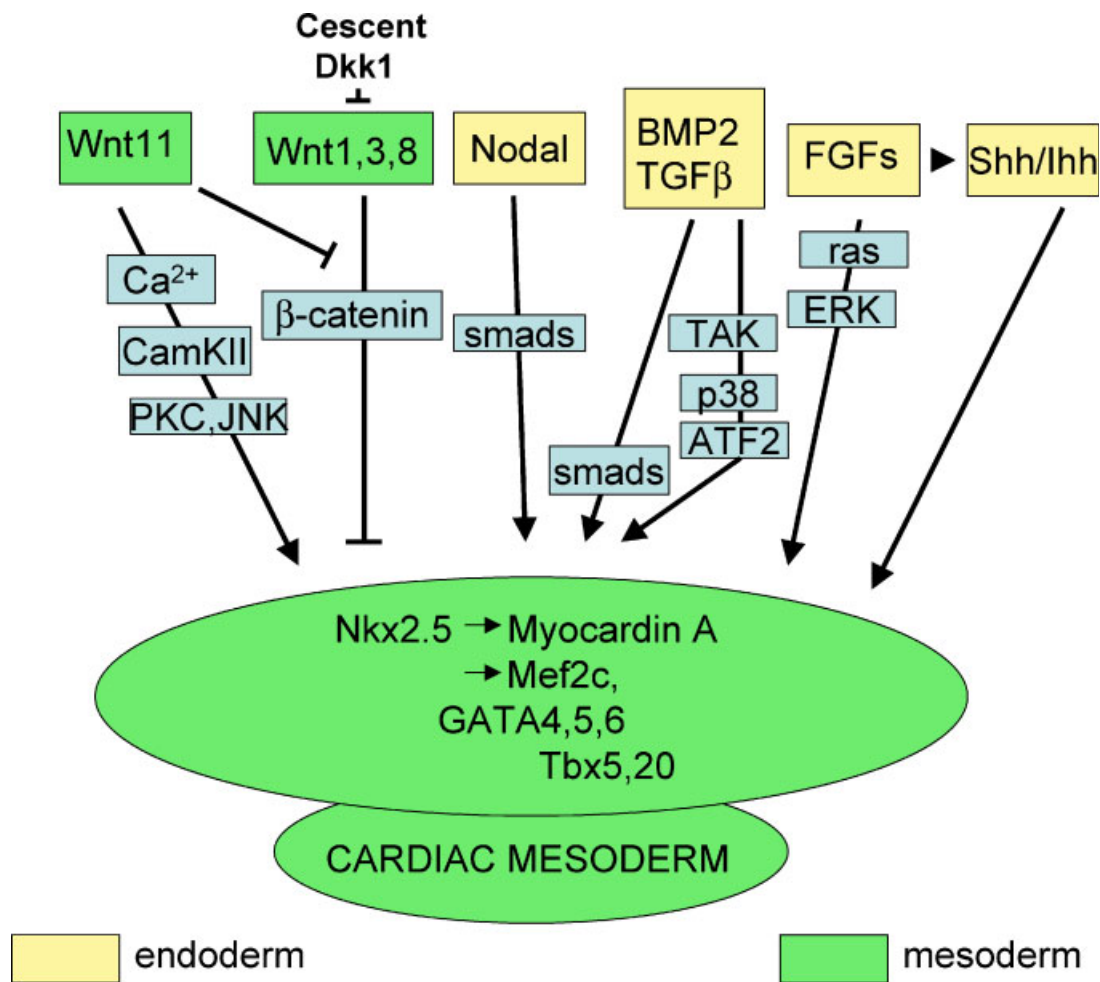 Cescent
Dkk1
Wnt11
Wnt1,3,8
Nodal
BMP2
TGFβ
FGFs
Shh/Ihh
Ca²⁺
CamKII
PKC,JNK
β-catenin
smads
smads
TAK
p38
ATF2
ras
ERK
Nkx2.5 → Myocardin A
→ Mef2c,
GATA4,5,6
Tbx5,20
CARDIAC MESODERM
endoderm
mesoderm